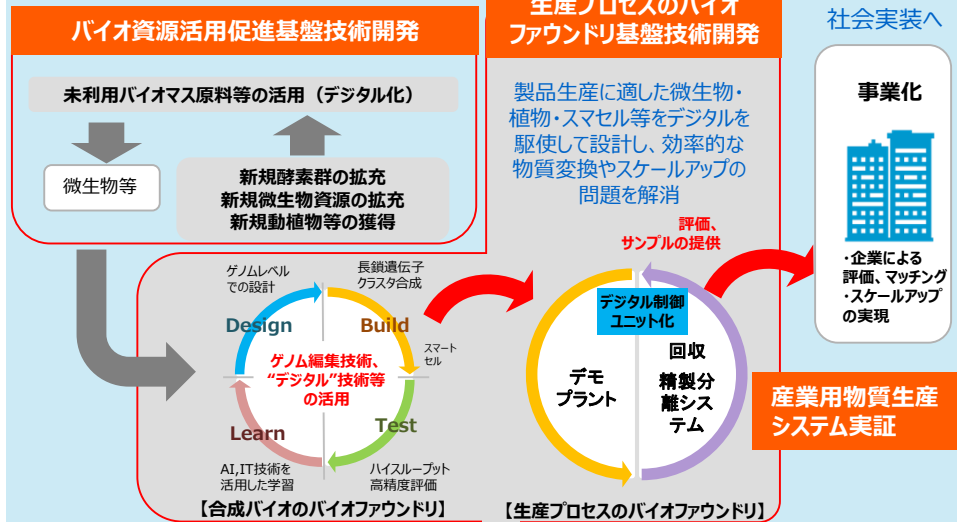 バイオ資源活用促進基盤技術開発
未利用バイオマス原料等の活用（デジタル化）
微生物等
新規酵素群の拡充
新規微生物資源の拡充
新規動植物等の獲得
生産プロセスのバイオ
ファウンドリ基盤技術開発
製品生産に適した微生物・
植物・スマセル等をデジタルを
駆使して設計し、効率的な
物質変換やスケールアップの
問題を解消
社会実装へ
事業化
・企業による
評価、マッチング
・スケールアップ
の実現
評価、
サンプルの提供
ゲノムレベル
での設計
長鎖遺伝子
クラスタ合成
Design
Build
スマート
セル
ゲノム編集技術、
“デジタル”技術等
の活用
Learn
Test
AI,IT技術を
活用した学習
ハイスループット
高精度評価
【合成バイオのバイオファウンドリ】
デジタル制御
ユニット化
デモ
プラント
回収
精製分
離シス
テム
【生産プロセスのバイオファウンドリ】
産業用物質生産
システム実証